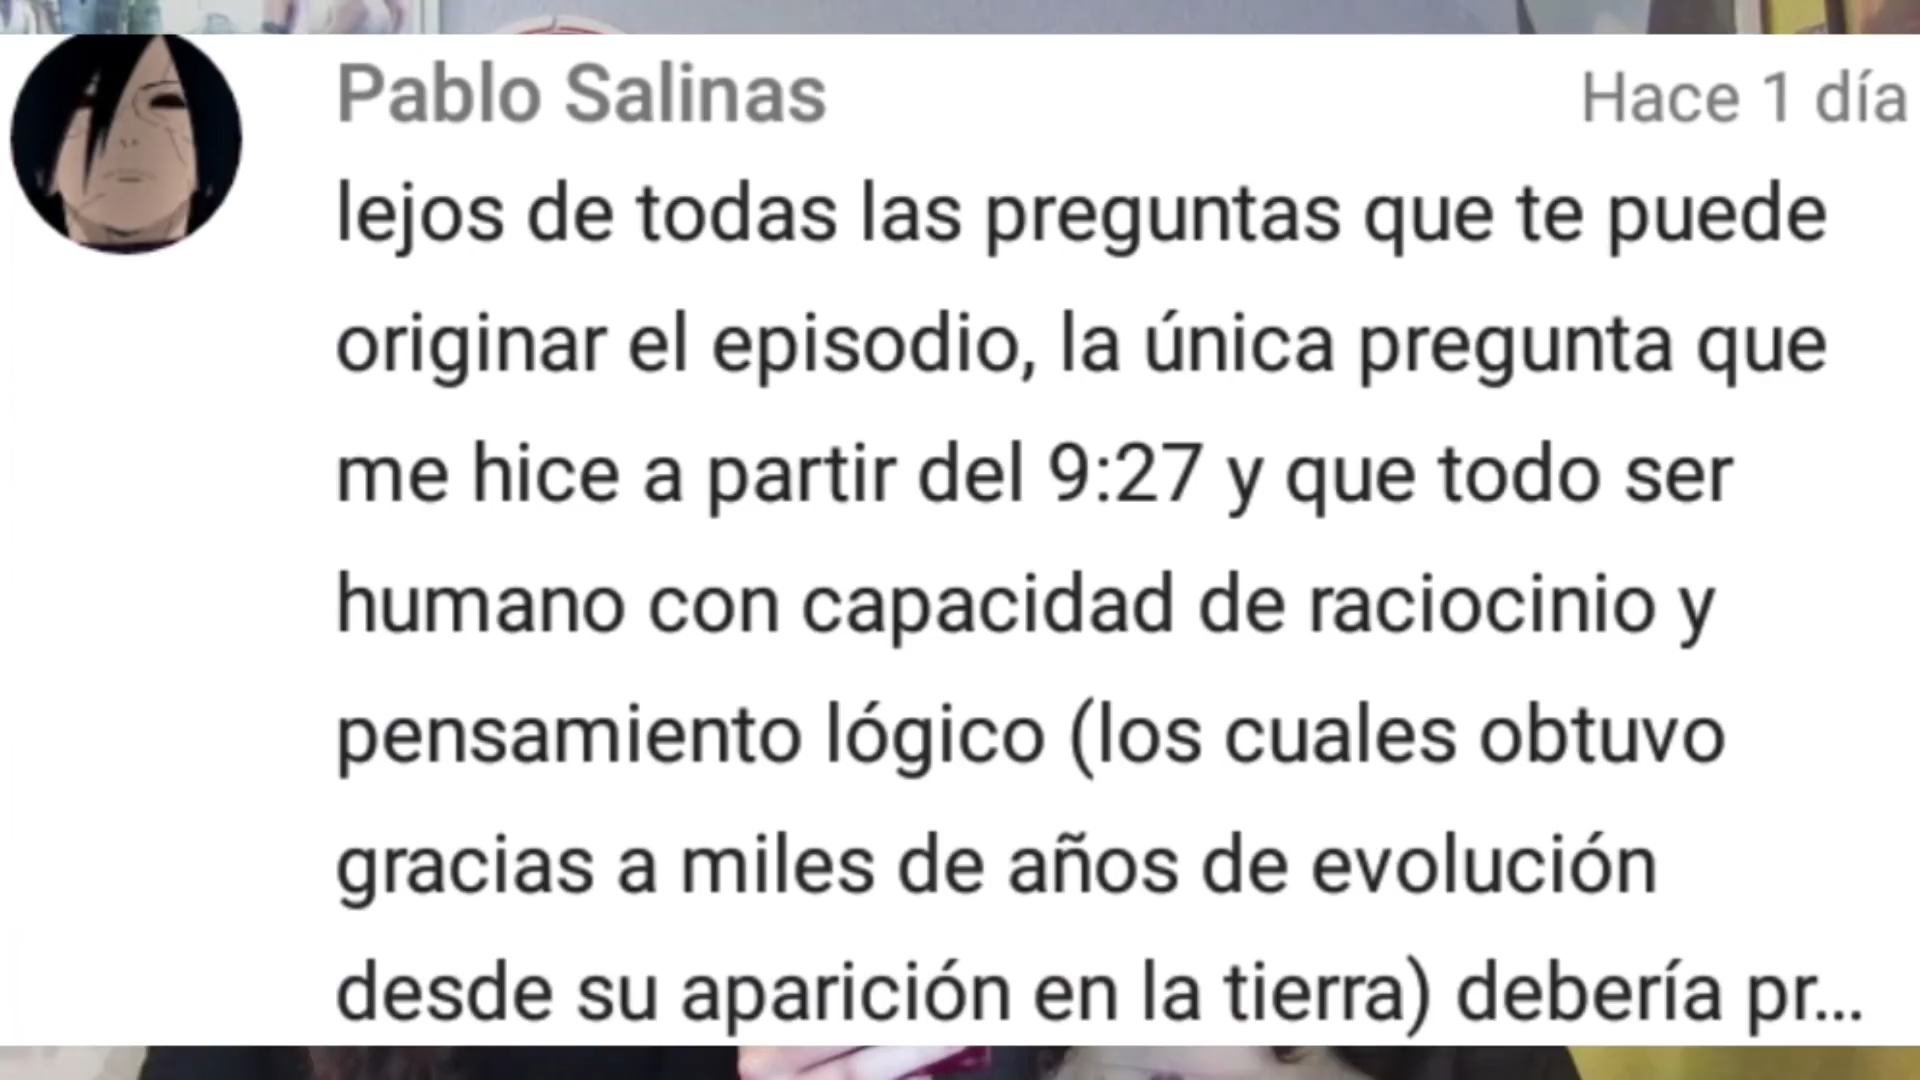 Pablo Salinas
Hace 1 día
lejos de todas las preguntas que te puede
originar el episodio, la única pregunta que
me hice a partir del 9:27 y que todo ser
humano con capacidad de raciocinio y
pensamiento lógico (los cuales obtuvo
gracias a miles de años de evolución
desde su aparición en la tierra) debería pr...